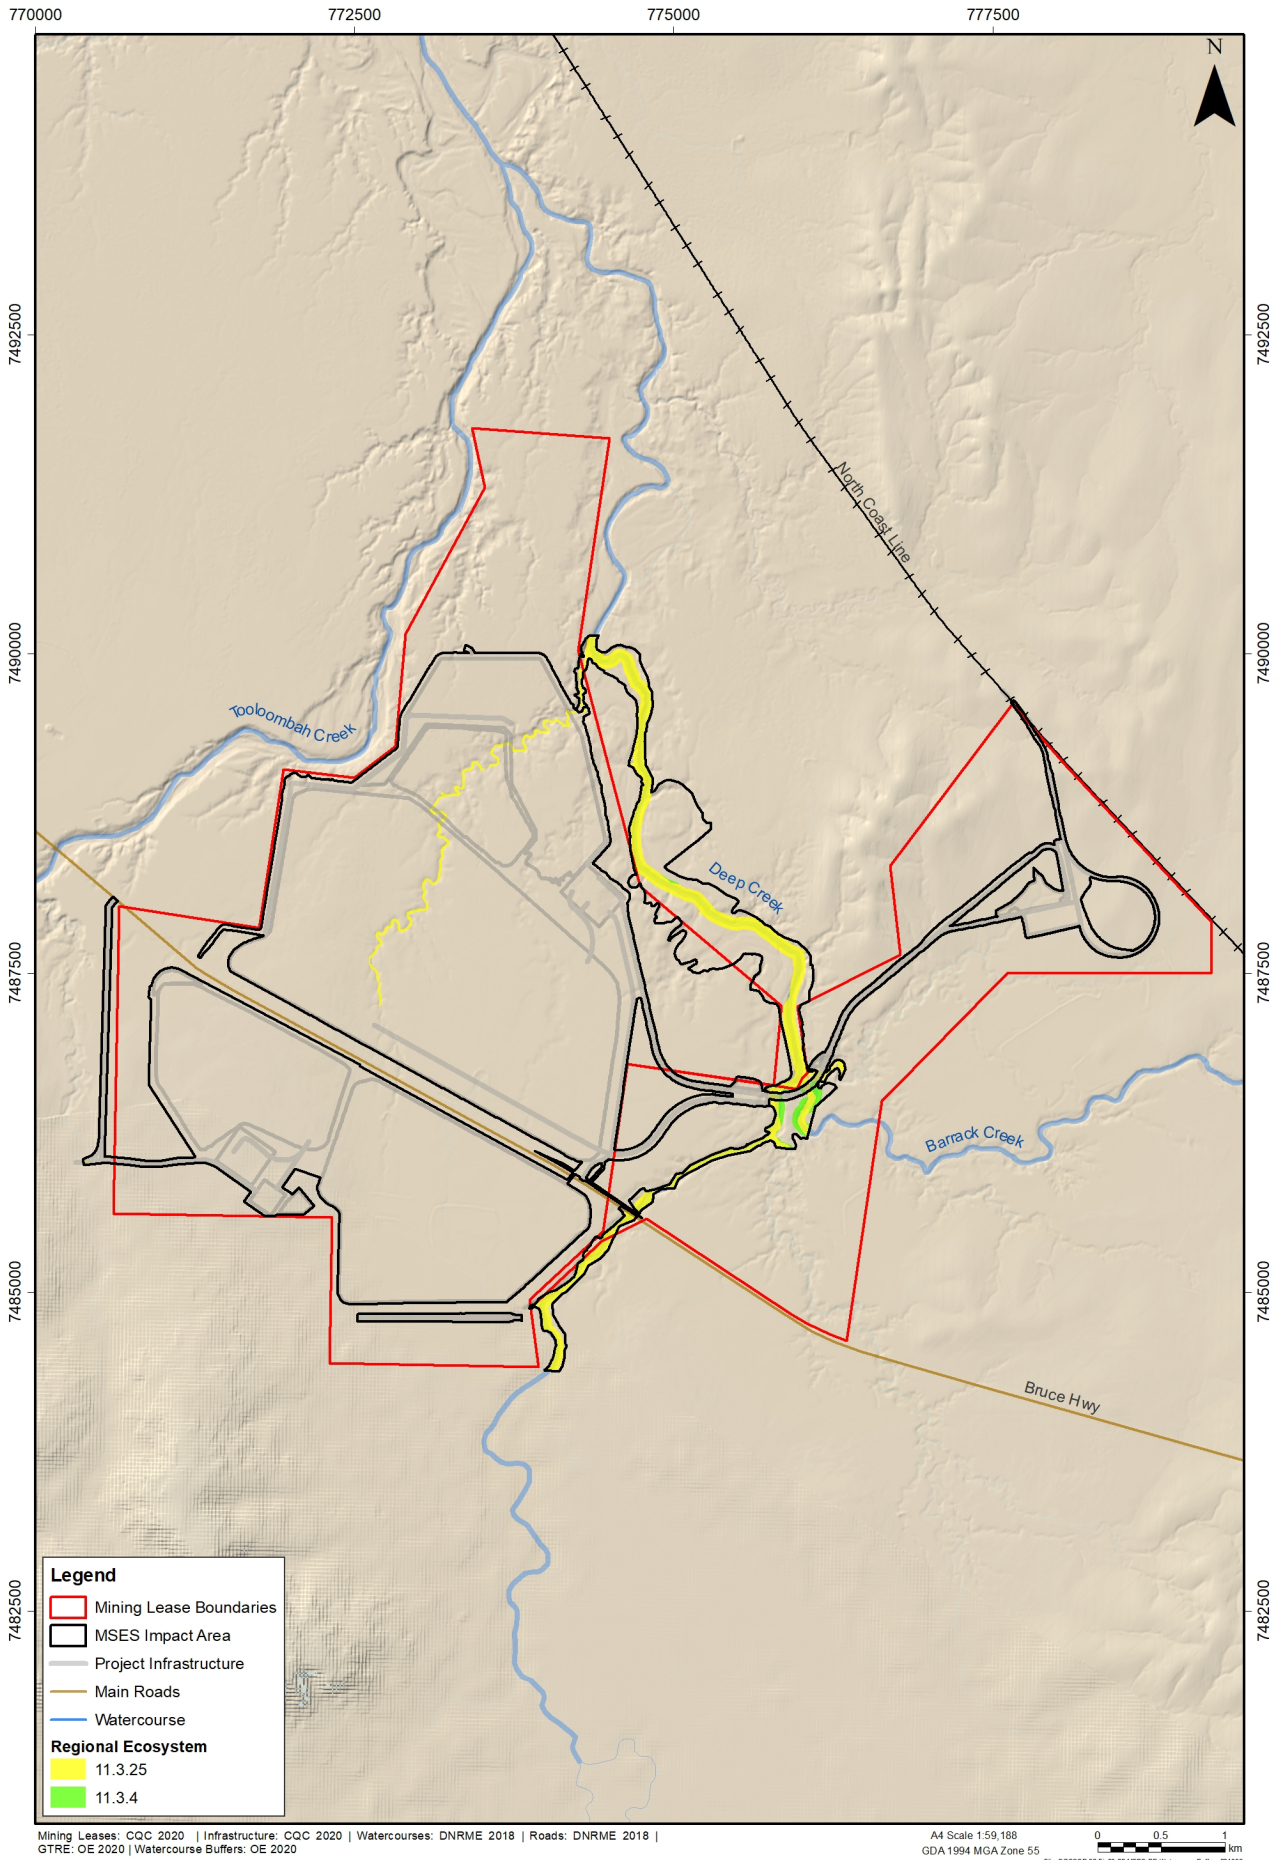 770000 772500 775000 777500
N
7492500 7492500
North Coast Line
7490000 7490000
Tooloombah Creek
Deep Creek
7487500 7487500
Barrack Creek
7485000 7485000
Bruce Hwy
7482500 7482500
Legend
Mining Lease Boundaries
MSES Impact Area
Project Infrastructure
Main Roads
Watercourse
Regional Ecosystem
11.3.25
11.3.4
Mining Leases: CQC 2020 | Infrastructure: CQC 2020 | Watercourses: DNRME 2018 | Roads: DNRME 2018 |
GTRE: OE 2020 | Watercourse Buffers: OE 2020
A4 Scale 1:59,188
GDA 1994 MGA Zone 55
0 0.5 1
km